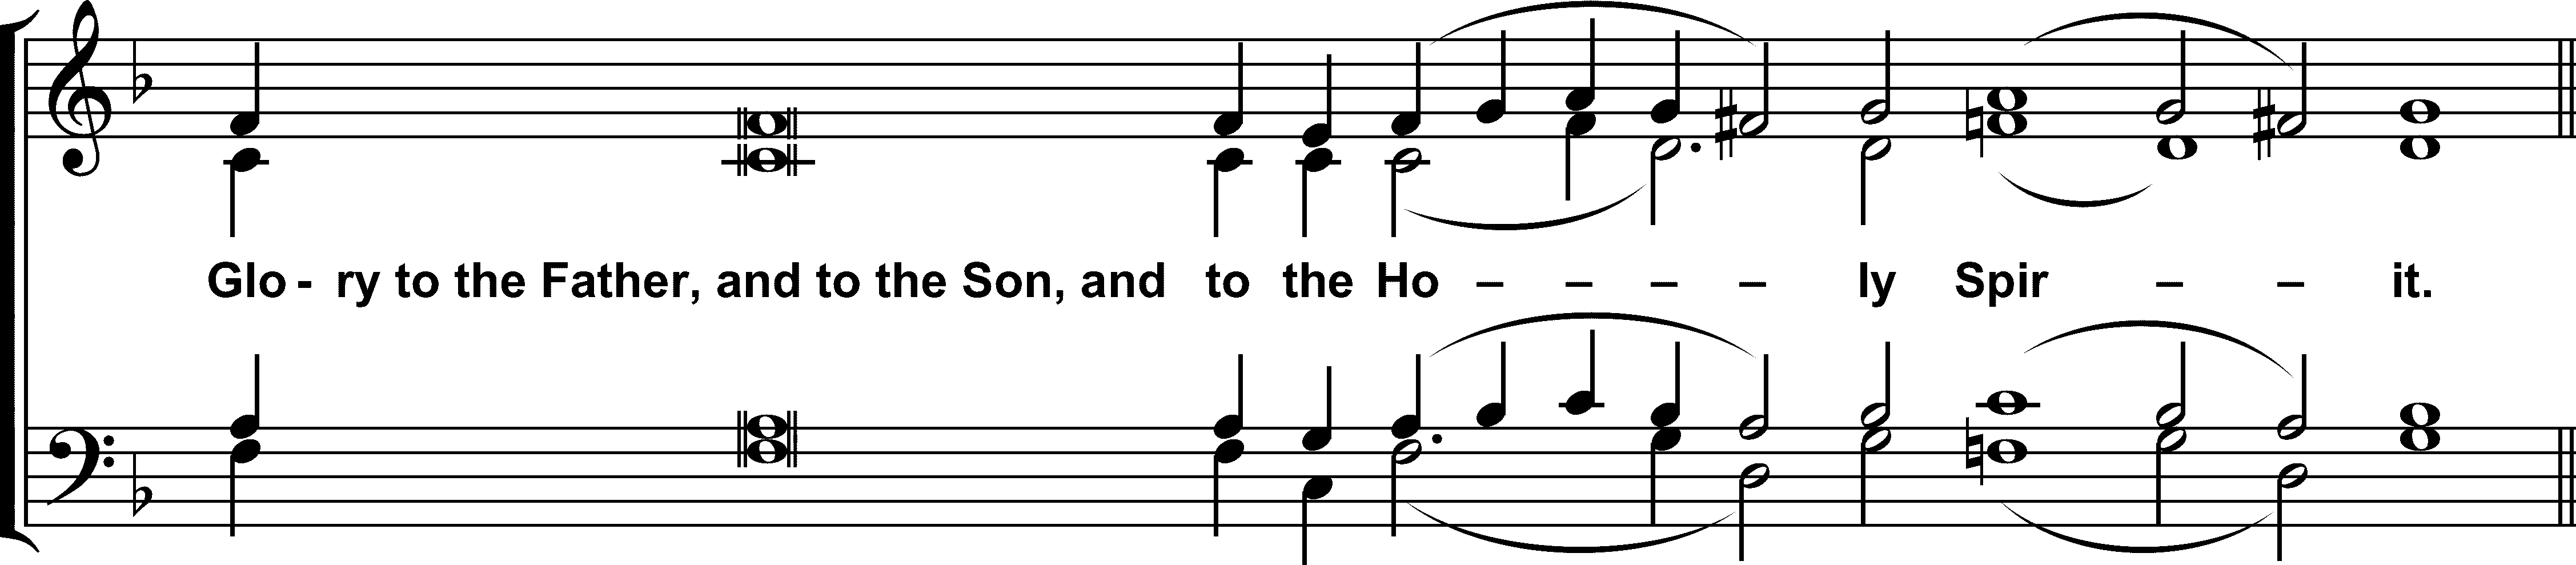 Glo - ry to the Father, and to the Son, and to the Ho – – – – ly Spir – – it.